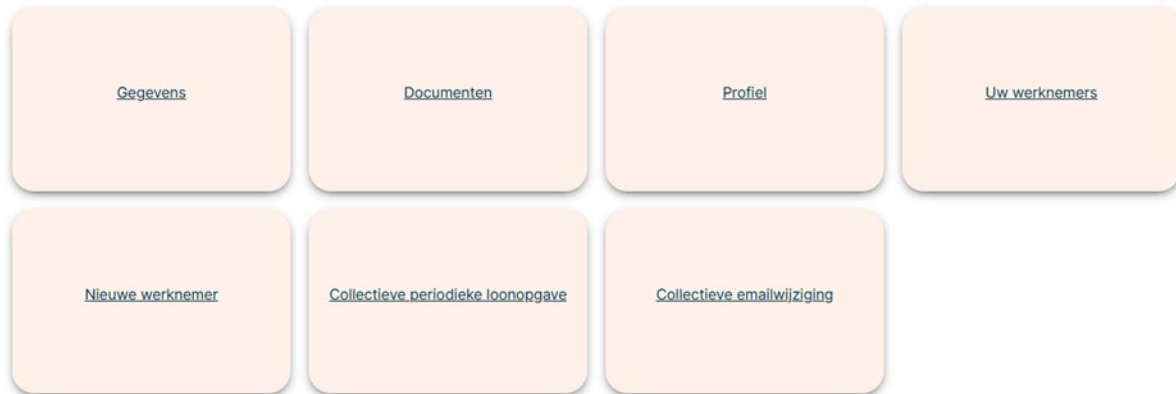 Gegevens
Documenten
Profiel
Uw werknemers
Nieuwe werknemer
Collectieve periodieke loonopgave
Collectieve emailwijziging